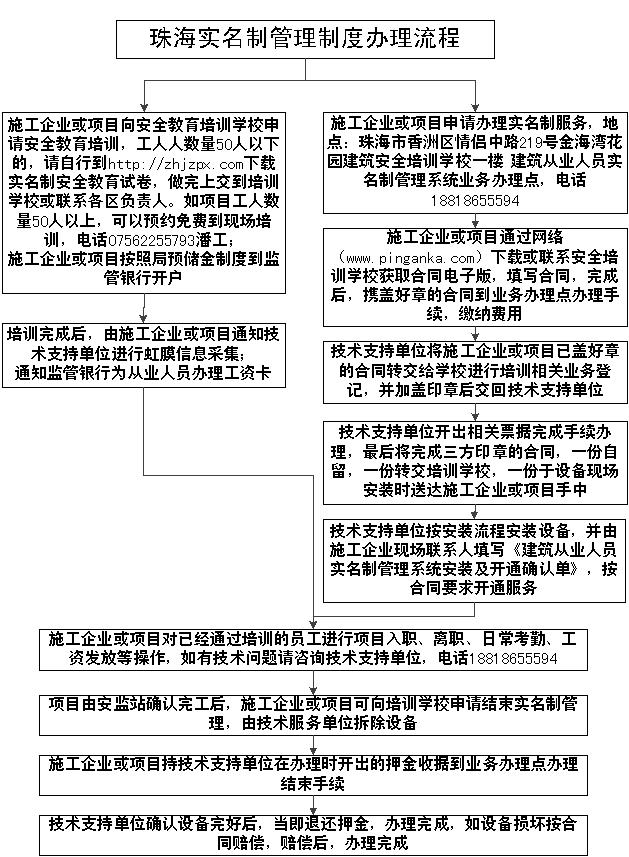 珠海实名制管理制度办理流程
施工企业或项目向安全教育培训学校申
请安全教育培训，工人人数量50人以下
的，请自行到http://zhjzpx.com下载
实名制安全教育试卷，做完上交到培训
学校或联系各区负责人。如项目工人数
量50人以上，可以预约免费到现场培
训，电话07562255793潘工；
施工企业或项目按照局预储金制度到监
管银行开户
培训完成后，由施工企业或项目通知技
术支持单位进行虹膜信息采集；
通知监管银行为从业人员办理工资卡
施工企业或项目申请办理实名制服务，地
点：珠海市香洲区情侣中路219号金海湾花
园建筑安全培训学校一楼 建筑从业人员实
名制管理系统业务办理点，电话
18818655594
施工企业或项目通过网络
（www.pinganka.com）下载或联系安全培
训学校获取合同电子版，填写合同，完成
后，携盖好章的合同到业务办理点办理手
续，缴纳费用
技术支持单位将施工企业或项目已盖好章
的合同转交给学校进行培训相关业务登
记，并加盖印章后交回技术支持单位
技术支持单位开出相关票据完成手续办
理，最后将完成三方印章的合同，一份自
留，一份转交培训学校，一份于设备现场
安装时送达施工企业或项目手中
技术支持单位按安装流程安装设备，并由
施工企业现场联系人填写《建筑从业人员
实名制管理系统安装及开通确认单》，按
合同要求开通服务
施工企业或项目对已经通过培训的员工进行项目入职、离职、日常考勤、工
资发放等操作，如有技术问题请咨询技术支持单位，电话18818655594
项目由安监站确认完工后，施工企业或项目可向培训学校申请结束实名制管
理，由技术服务单位拆除设备
施工企业或项目持技术支持单位在办理时开出的押金收据到业务办理点办理
结束手续
技术支持单位确认设备完好后，当即退还押金，办理完成，如设备损坏按合
同赔偿，赔偿后，办理完成